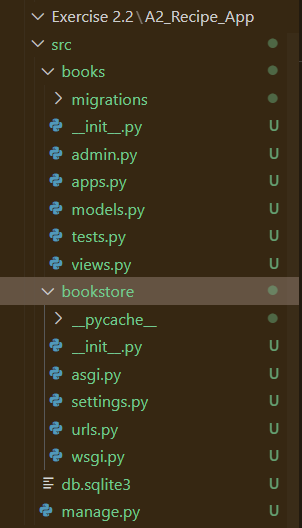 Exercise 2.2\A2_Recipe_App
src
books
migrations
__init__.py U
admin.py U
apps.py U
models.py U
tests.py U
views.py U
bookstore
__pycache__
__init__.py U
asgi.py U
settings.py U
urls.py U
wsgi.py U
db.sqlite3 U
manage.py U